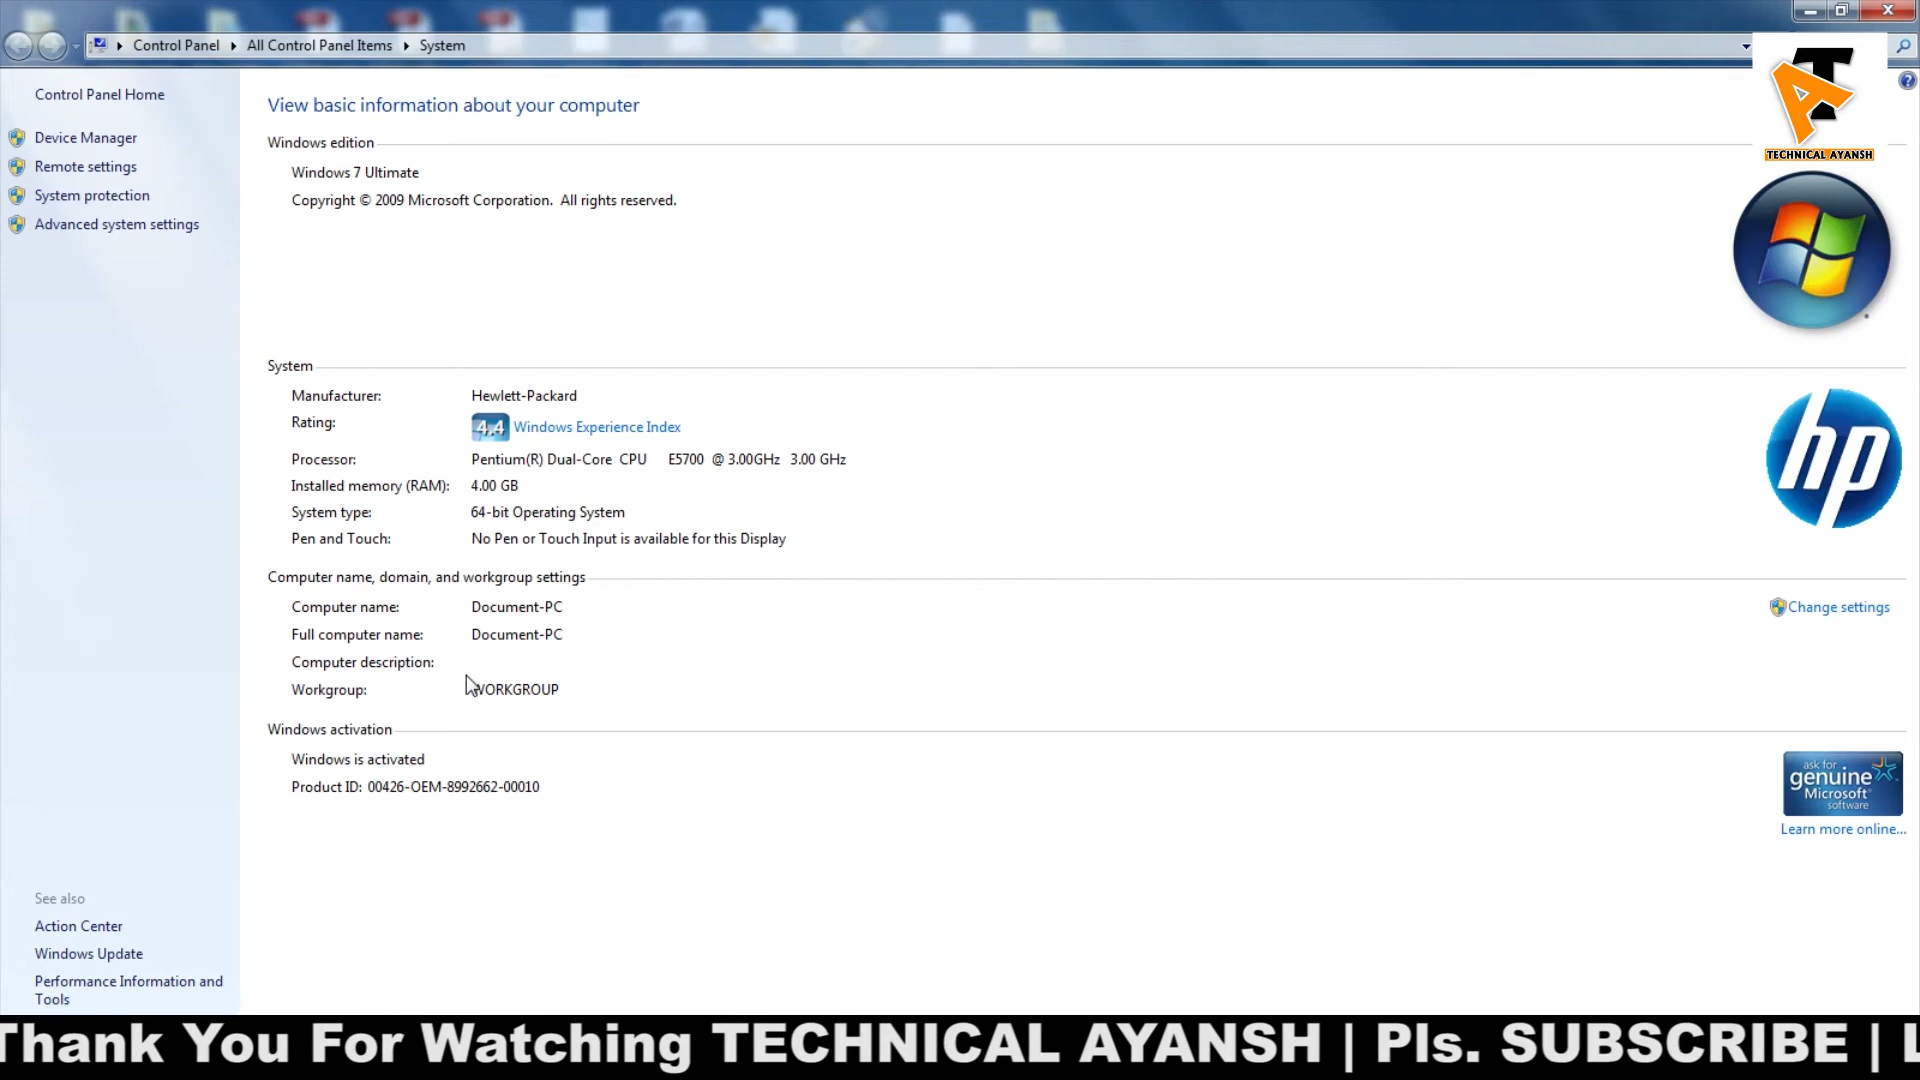 Control Panel All Control Panel Items System
AT
TECHNICAL AYANSH
Control Panel Home
Device Manager
Remote settings
System protection
Advanced system settings
View basic information about your computer
Windows edition
Windows 7 Ultimate
Copyright © 2009 Microsoft Corporation. All rights reserved.
System
Manufacturer: Hewlett-Packard
Rating: 4.4 Windows Experience Index
Processor: Pentium(R) Dual-Core CPU E5700 @ 3.00GHz 3.00 GHz
Installed memory (RAM): 4.00 GB
System type: 64-bit Operating System
Pen and Touch: No Pen or Touch Input is available for this Display
hp
Computer name, domain, and workgroup settings
Computer name: Document-PC
Change settings
Full computer name: Document-PC
Computer description:
Workgroup: WORKGROUP
Windows activation
Windows is activated
Product ID: 00426-OEM-8992662-00010
ask for
genuine
Microsoft
software
Learn more online...
See also
Action Center
Windows Update
Performance Information and
Tools
Thank You For Watching TECHNICAL AYANSH | Pls. SUBSCRIBE | L